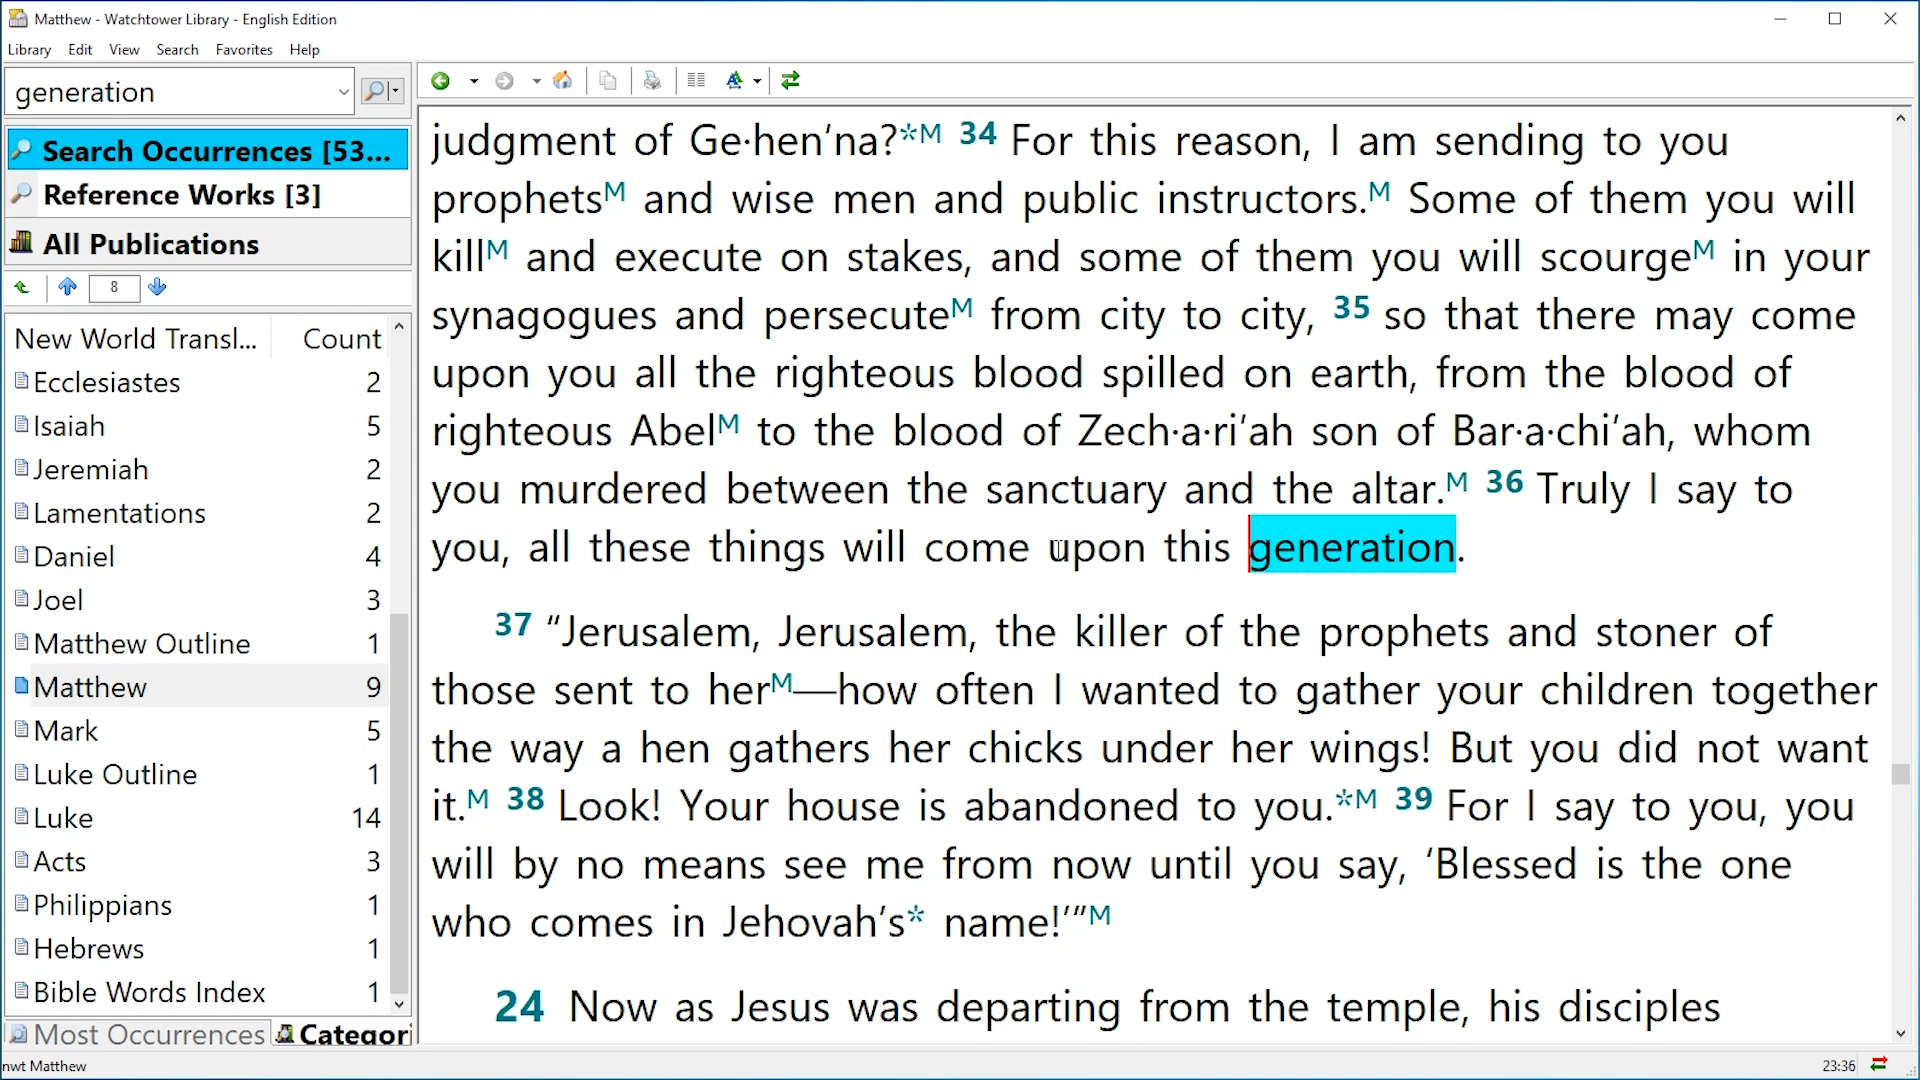 Matthew - Watchtower Library - English Edition
Library Edit View Search Favorites Help
generation
Search Occurrences [53...
Reference Works [3]
All Publications
8
New World Transl... Count
Ecclesiastes 2
Isaiah 5
Jeremiah 2
Lamentations 2
Daniel 4
Joel 3
Matthew Outline 1
Matthew 9
Mark 5
Luke Outline 1
Luke 14
Acts 3
Philippians 1
Hebrews 1
Bible Words Index 1
Most Occurrences Categori
judgment of Ge·hen′na?*M 34 For this reason, I am sending to you
prophetsM and wise men and public instructors.M Some of them you will
killM and execute on stakes, and some of them you will scourgeM in your
synagogues and persecuteM from city to city, 35 so that there may come
upon you all the righteous blood spilled on earth, from the blood of
righteous AbelM to the blood of Zech·a·ri′ah son of Bar·a·chi′ah, whom
you murdered between the sanctuary and the altar.M 36 Truly I say to
you, all these things will come upon this generation.
37 “Jerusalem, Jerusalem, the killer of the prophets and stoner of
those sent to herM—how often I wanted to gather your children together
the way a hen gathers her chicks under her wings! But you did not want
it.M 38 Look! Your house is abandoned to you.*M 39 For I say to you, you
will by no means see me from now until you say, ‘Blessed is the one
who comes in Jehovah’s* name!’”M
24 Now as Jesus was departing from the temple, his disciples
nwt Matthew
23:36